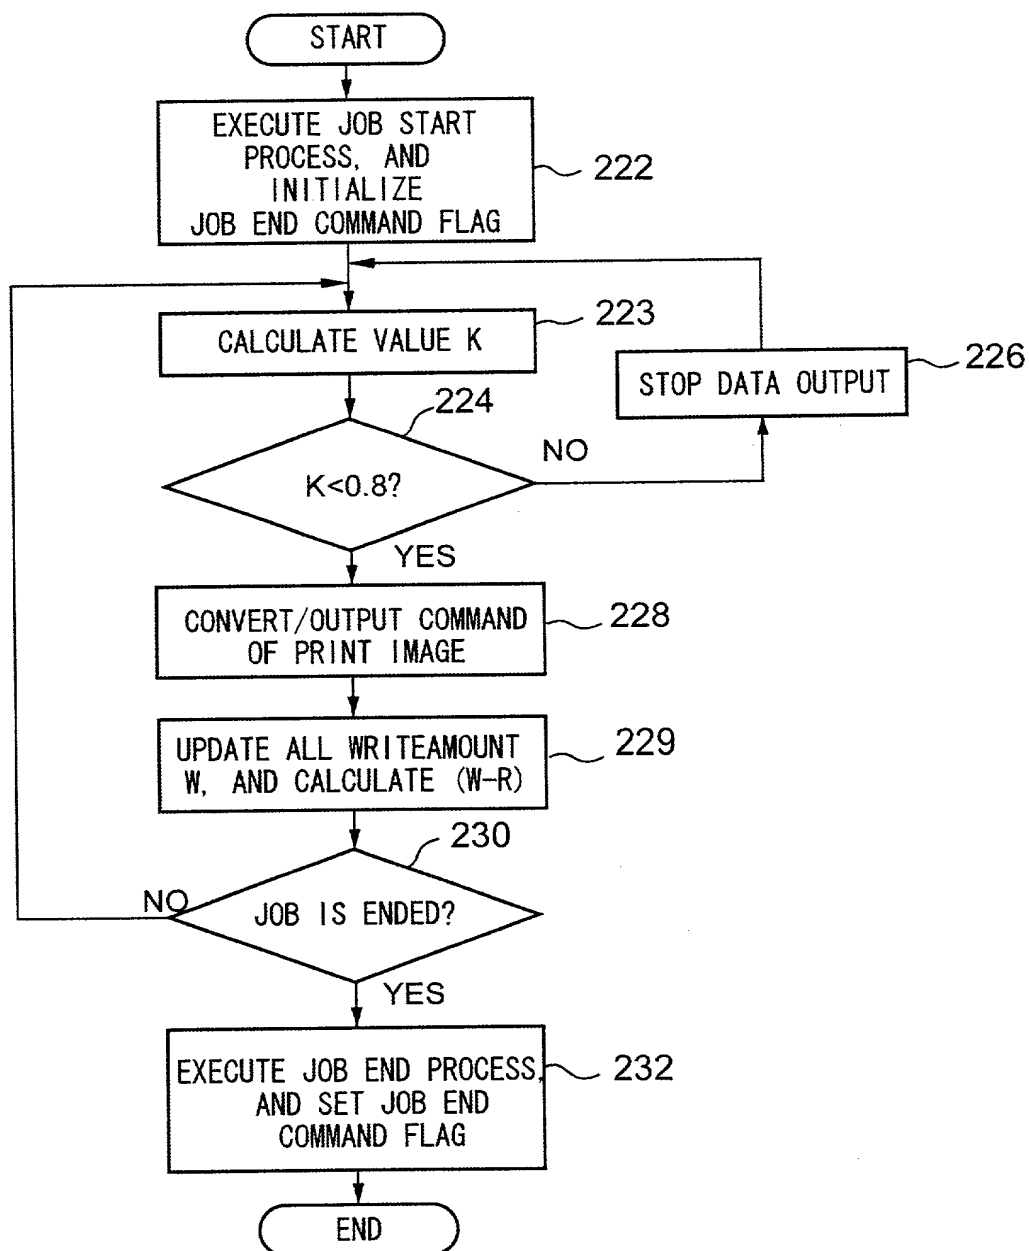 START
EXECUTE JOB START
PROCESS, AND
INITIALIZE
JOB END COMMAND FLAG
222
CALCULATE VALUE K
223
STOP DATA OUTPUT
226
224
K<0.8?
NO
YES
CONVERT/OUTPUT COMMAND
OF PRINT IMAGE
228
UPDATE ALL WRITEAMOUNT
W, AND CALCULATE (W-R)
229
230
NO
JOB IS ENDED?
YES
EXECUTE JOB END PROCESS,
AND SET JOB END
COMMAND FLAG
232
END